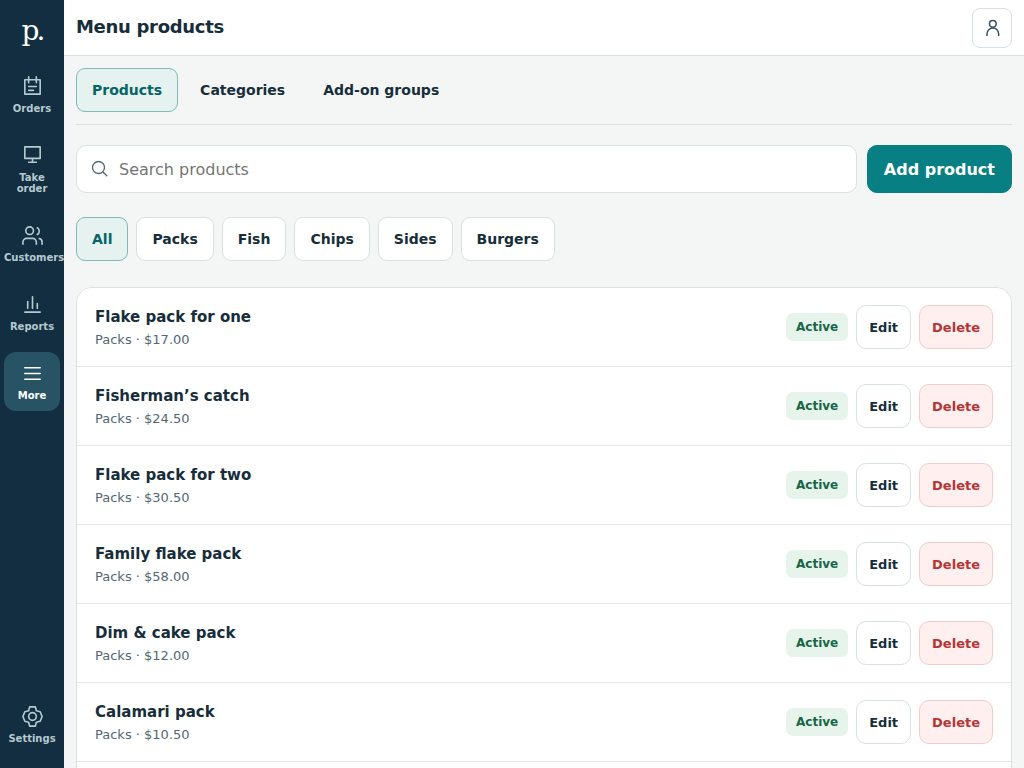 p.
Menu products
Orders
Take
order
Customers
Reports
More
Settings
Products Categories Add-on groups
Search products
Add product
All Packs Fish Chips Sides Burgers
Flake pack for one
Packs · $17.00
Active Edit Delete
Fisherman’s catch
Packs · $24.50
Active Edit Delete
Flake pack for two
Packs · $30.50
Active Edit Delete
Family flake pack
Packs · $58.00
Active Edit Delete
Dim & cake pack
Packs · $12.00
Active Edit Delete
Calamari pack
Packs · $10.50
Active Edit Delete